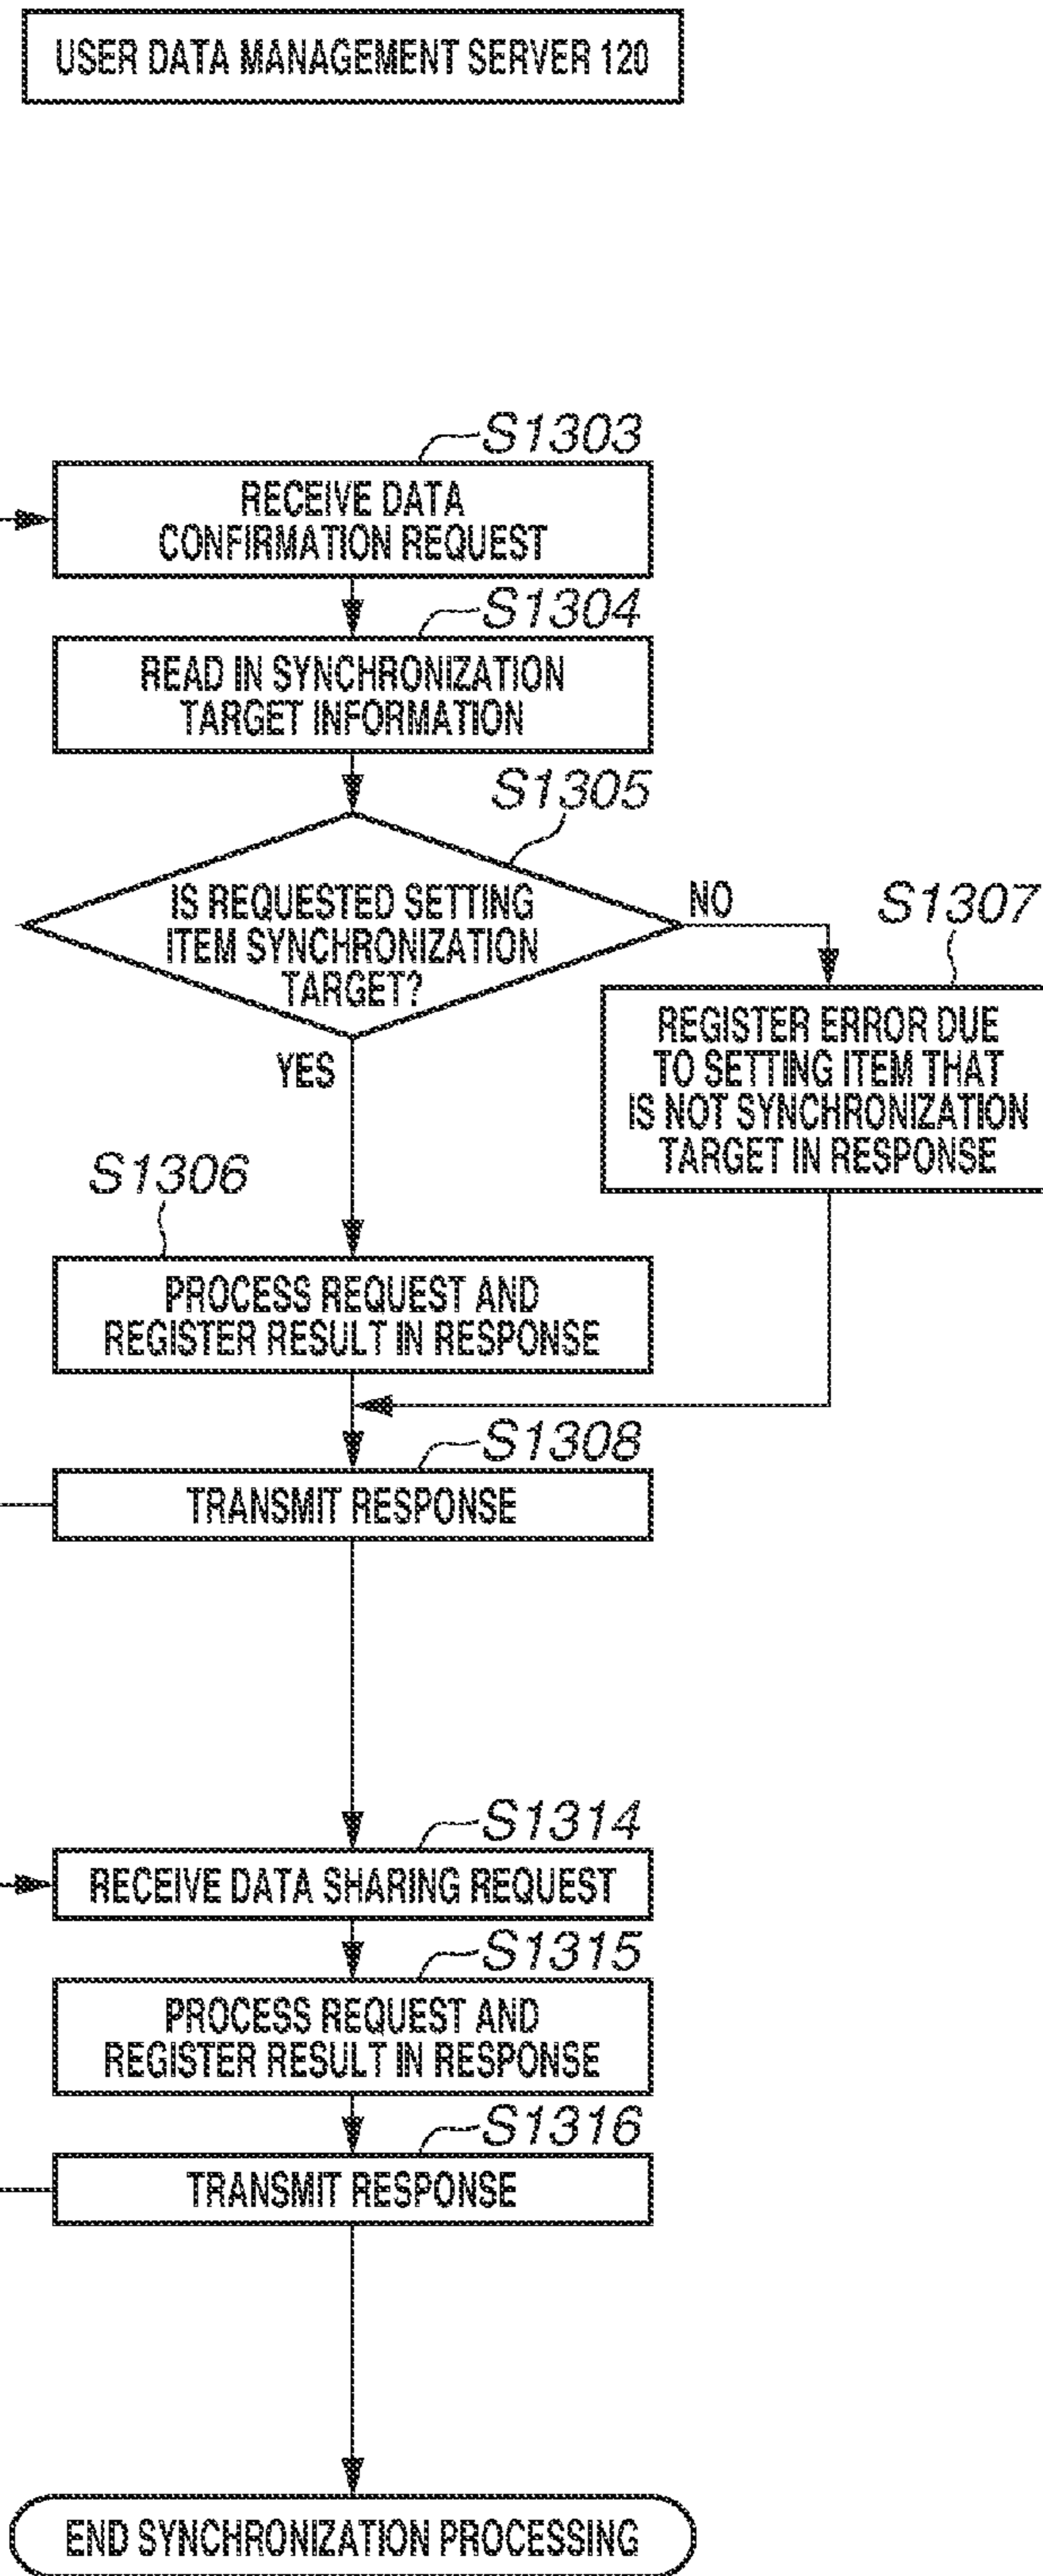 USER DATA MANAGEMENT SERVER 120
S1303
RECEIVE DATA
CONFIRMATION REQUEST
S1304
READ IN SYNCHRONIZATION
TARGET INFORMATION
S1305
IS REQUESTED SETTING
ITEM SYNCHRONIZATION
TARGET?
NO
YES
S1307
REGISTER ERROR DUE
TO SETTING ITEM THAT
IS NOT SYNCHRONIZATION
TARGET IN RESPONSE
S1306
PROCESS REQUEST AND
REGISTER RESULT IN RESPONSE
S1308
TRANSMIT RESPONSE
S1314
RECEIVE DATA SHARING REQUEST
S1315
PROCESS REQUEST AND
REGISTER RESULT IN RESPONSE
S1316
TRANSMIT RESPONSE
END SYNCHRONIZATION PROCESSING